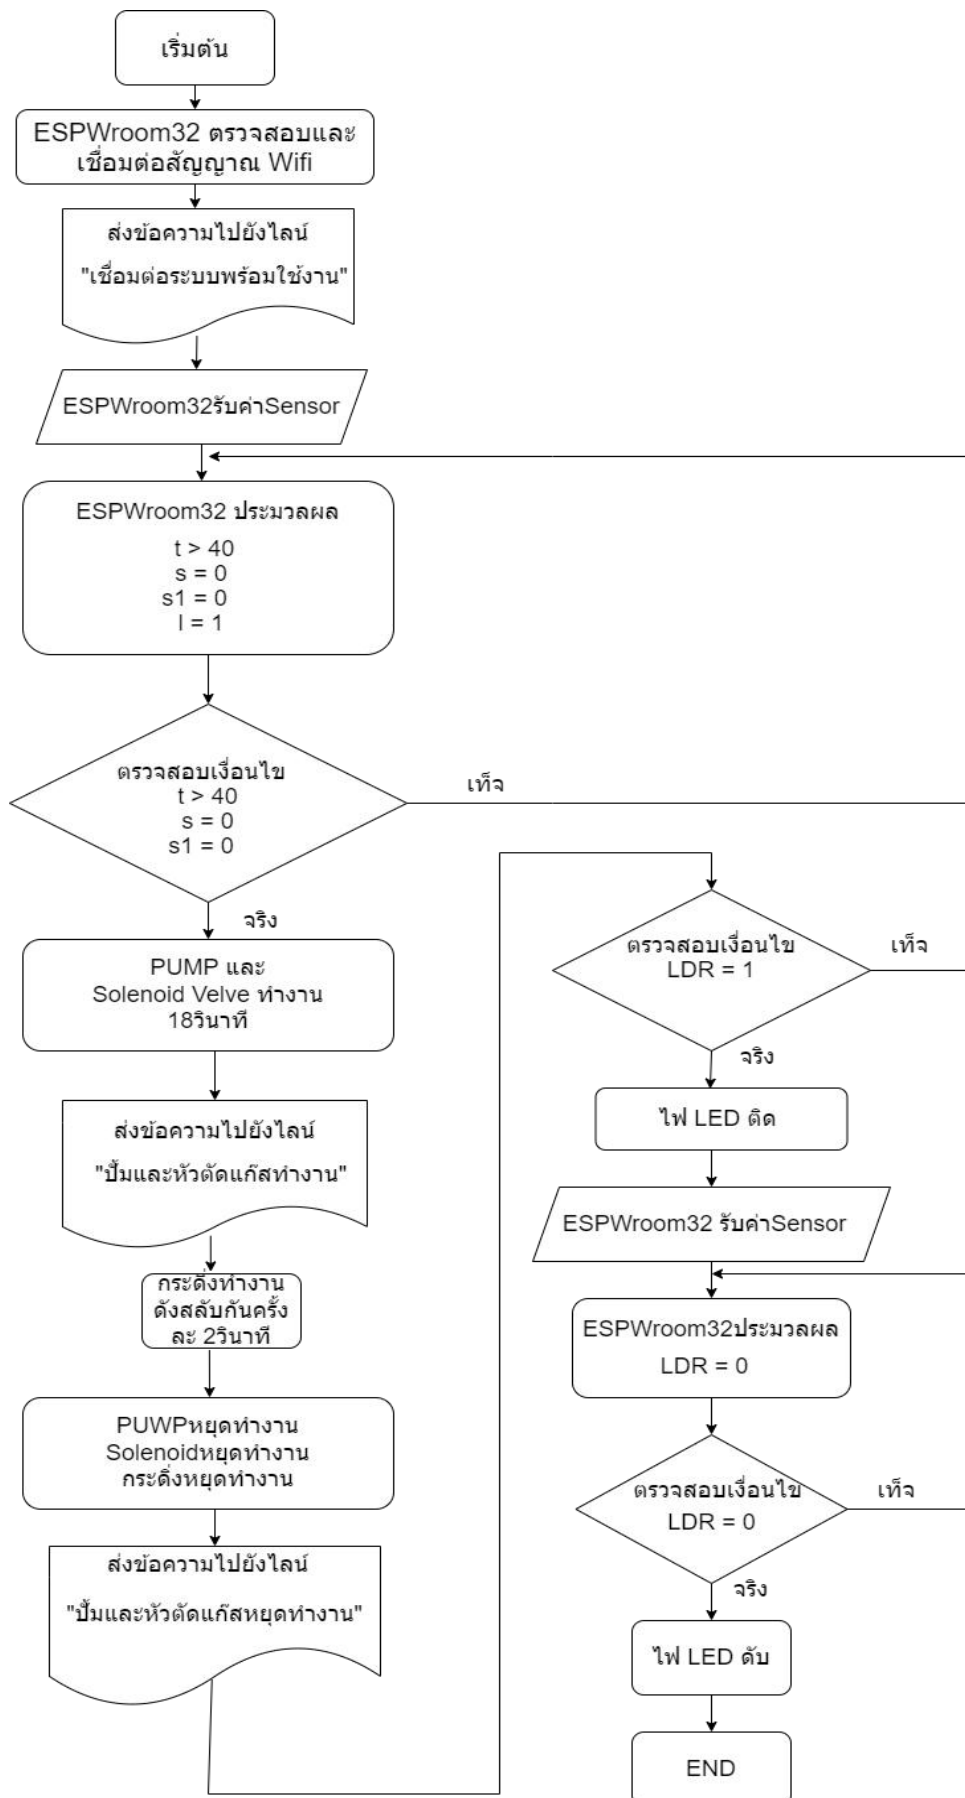 เริ่มต้น
ESPWroom32 ตรวจสอบและ
เชื่อมต่อสัญญาณ Wifi
ส่งข้อความไปยังไลน์
"เชื่อมต่อระบบพร้อมใช้งาน"
ESPWroom32รับค่าSensor
ESPWroom32 ประมวลผล
t > 40
s = 0
s1 = 0
l = 1
ตรวจสอบเงื่อนไข
t > 40
s = 0
s1 = 0
เท็จ
จริง
PUMP และ
Solenoid Velve ทำงาน
18วินาที
ส่งข้อความไปยังไลน์
"ปั้มและหัวตัดแก๊สทำงาน"
กระดิ่งทำงาน
ดังสลับกันครั้ง
ละ 2วินาที
PUWPหยุดทำงาน
Solenoidหยุดทำงาน
กระดิ่งหยุดทำงาน
ส่งข้อความไปยังไลน์
"ปั้มและหัวตัดแก๊สหยุดทำงาน"
ตรวจสอบเงื่อนไข
LDR = 1
เท็จ
จริง
ไฟ LED ติด
ESPWroom32 รับค่าSensor
ESPWroom32ประมวลผล
LDR = 0
ตรวจสอบเงื่อนไข
LDR = 0
เท็จ
จริง
ไฟ LED ดับ
END